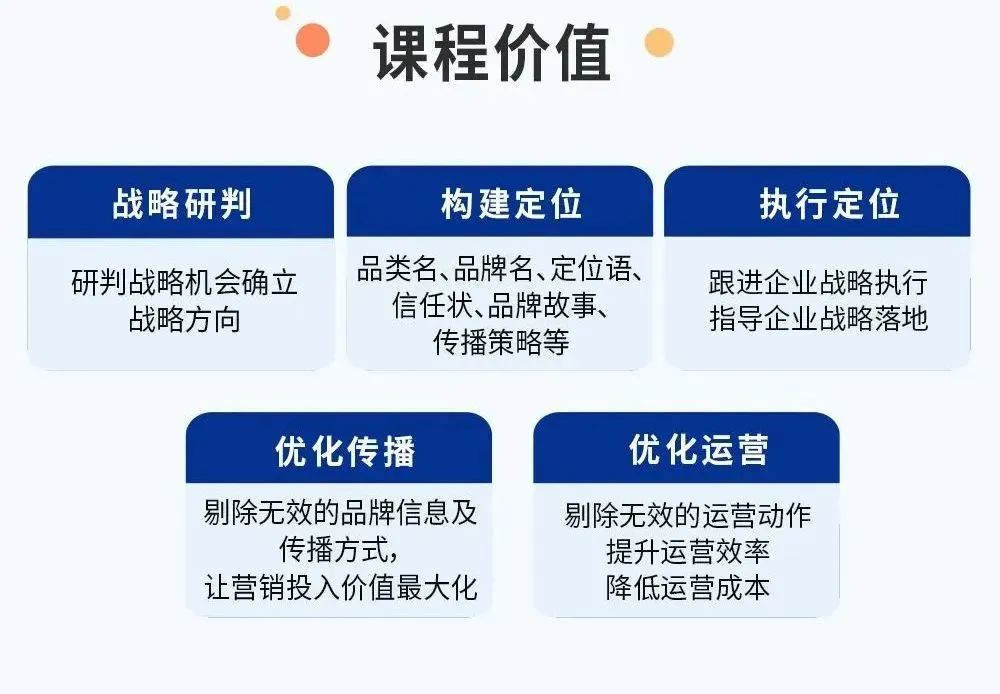 课程价值
战略研判
研判战略机会确立
战略方向
构建定位
品类名、品牌名、定位语、
信任状、品牌故事、
传播策略等
执行定位
跟进企业战略执行
指导企业战略落地
优化传播
剔除无效的品牌信息及
传播方式，
让营销投入价值最大化
优化运营
剔除无效的运营动作
提升运营效率
降低运营成本